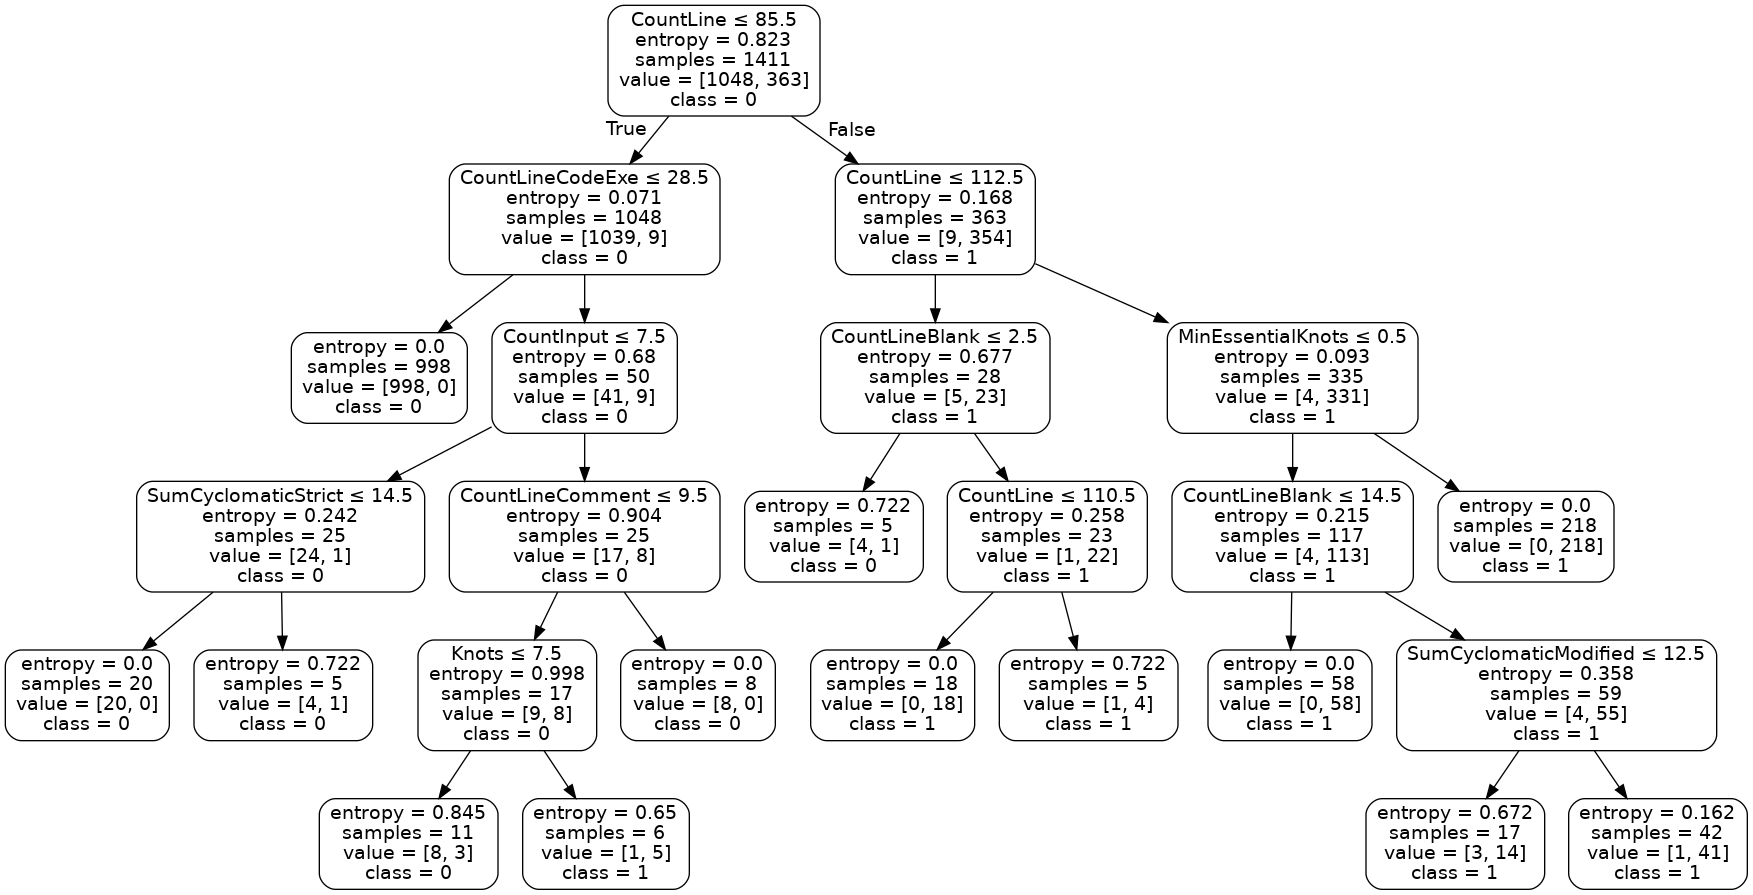 CountLine ≤ 85.5
entropy = 0.823
samples = 1411
value = [1048, 363]
class = 0
True
False
CountLineCodeExe ≤ 28.5
entropy = 0.071
samples = 1048
value = [1039, 9]
class = 0
CountLine ≤ 112.5
entropy = 0.168
samples = 363
value = [9, 354]
class = 1
entropy = 0.0
samples = 998
value = [998, 0]
class = 0
CountInput ≤ 7.5
entropy = 0.68
samples = 50
value = [41, 9]
class = 0
CountLineBlank ≤ 2.5
entropy = 0.677
samples = 28
value = [5, 23]
class = 1
MinEssentialKnots ≤ 0.5
entropy = 0.093
samples = 335
value = [4, 331]
class = 1
SumCyclomaticStrict ≤ 14.5
entropy = 0.242
samples = 25
value = [24, 1]
class = 0
CountLineComment ≤ 9.5
entropy = 0.904
samples = 25
value = [17, 8]
class = 0
entropy = 0.722
samples = 5
value = [4, 1]
class = 0
CountLine ≤ 110.5
entropy = 0.258
samples = 23
value = [1, 22]
class = 1
CountLineBlank ≤ 14.5
entropy = 0.215
samples = 117
value = [4, 113]
class = 1
entropy = 0.0
samples = 218
value = [0, 218]
class = 1
entropy = 0.0
samples = 20
value = [20, 0]
class = 0
entropy = 0.722
samples = 5
value = [4, 1]
class = 0
Knots ≤ 7.5
entropy = 0.998
samples = 17
value = [9, 8]
class = 0
entropy = 0.0
samples = 8
value = [8, 0]
class = 0
entropy = 0.0
samples = 18
value = [0, 18]
class = 1
entropy = 0.722
samples = 5
value = [1, 4]
class = 1
entropy = 0.0
samples = 58
value = [0, 58]
class = 1
SumCyclomaticModified ≤ 12.5
entropy = 0.358
samples = 59
value = [4, 55]
class = 1
entropy = 0.845
samples = 11
value = [8, 3]
class = 0
entropy = 0.65
samples = 6
value = [1, 5]
class = 1
entropy = 0.672
samples = 17
value = [3, 14]
class = 1
entropy = 0.162
samples = 42
value = [1, 41]
class = 1